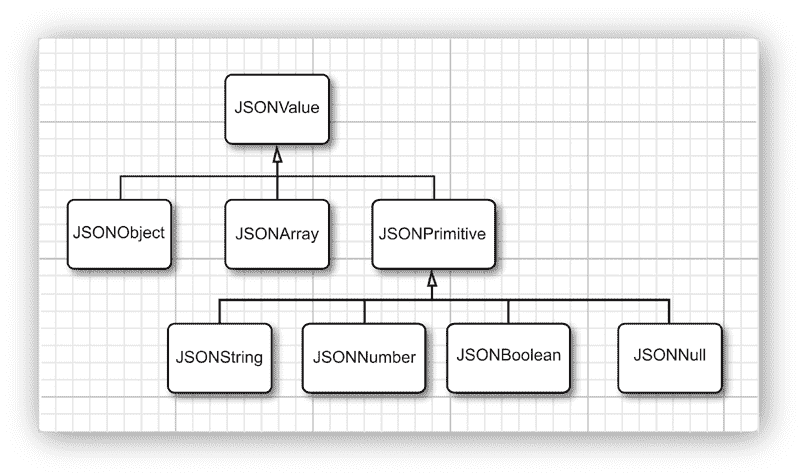 JSONValue
JSONObject
JSONArray
JSONPrimitive
JSONString
JSONNumber
JSONBoolean
JSONNull